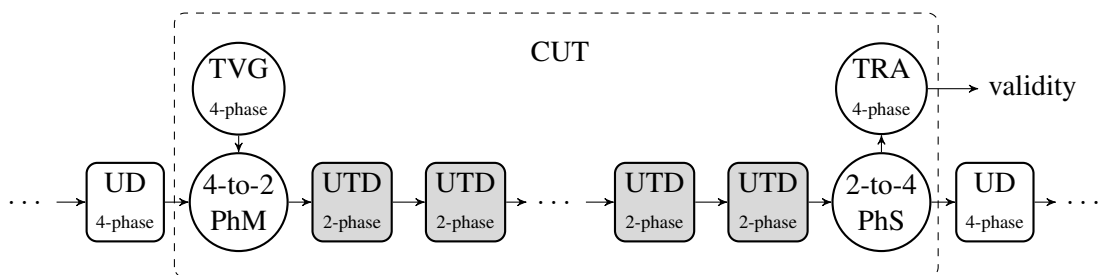 CUT
TVG
4-phase
TRA
4-phase
validity
· · ·
UD
4-phase
4-to-2
PhM
UTD
2-phase
UTD
2-phase
· · ·
UTD
2-phase
UTD
2-phase
2-to-4
PhS
UD
4-phase
· · ·